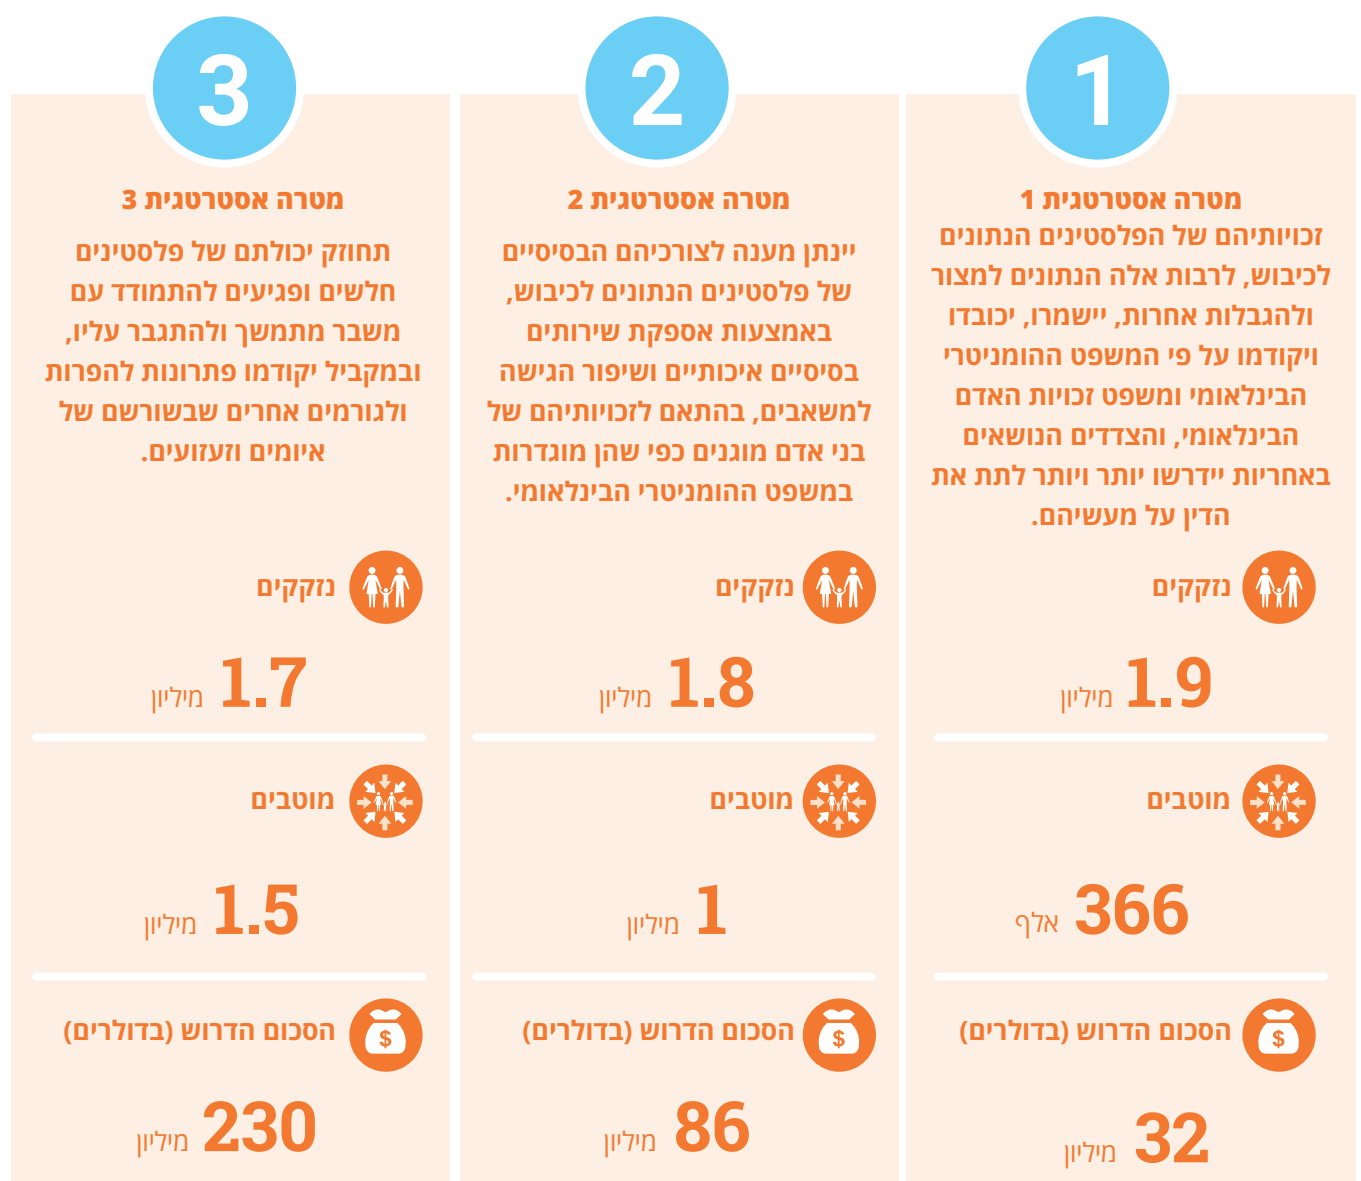 1
מטרה אסטרטגית 1
זכויותיהם של הפלסטינים הנתונים
לכיבוש, לרבות אלה הנתונים למצור
ולהגבלות אחרות, יישמרו, יכובדו
ויקודמו על פי המשפט ההומניטרי
הבינלאומי ומשפט זכויות האדם
הבינלאומי, והצדדים הנושאים
באחריות יידרשו יותר ויותר לתת את
הדין על מעשיהם.
נזקקים
1.9 מיליון
מוטבים
366 אלף
הסכום הדרוש (בדולרים)
32 מיליון
2
מטרה אסטרטגית 2
יינתן מענה לצורכיהם הבסיסיים
של פלסטינים הנתונים לכיבוש,
באמצעות אספקת שירותים
בסיסיים איכותיים ושיפור הגישה
למשאבים, בהתאם לזכויותיהם של
בני אדם מוגנים כפי שהן מוגדרות
במשפט ההומניטרי הבינלאומי.
נזקקים
1.8 מיליון
מוטבים
1 מיליון
הסכום הדרוש (בדולרים)
86 מיליון
3
מטרה אסטרטגית 3
תחוזק יכולתם של פלסטינים
חלשים ופגיעים להתמודד עם
משבר מתמשך ולהתגבר עליו,
ובמקביל יקודמו פתרונות להפרות
ולגורמים אחרים שבשורשם של
איומים וזעזועים.
נזקקים
1.7 מיליון
מוטבים
1.5 מיליון
הסכום הדרוש (בדולרים)
230 מיליון